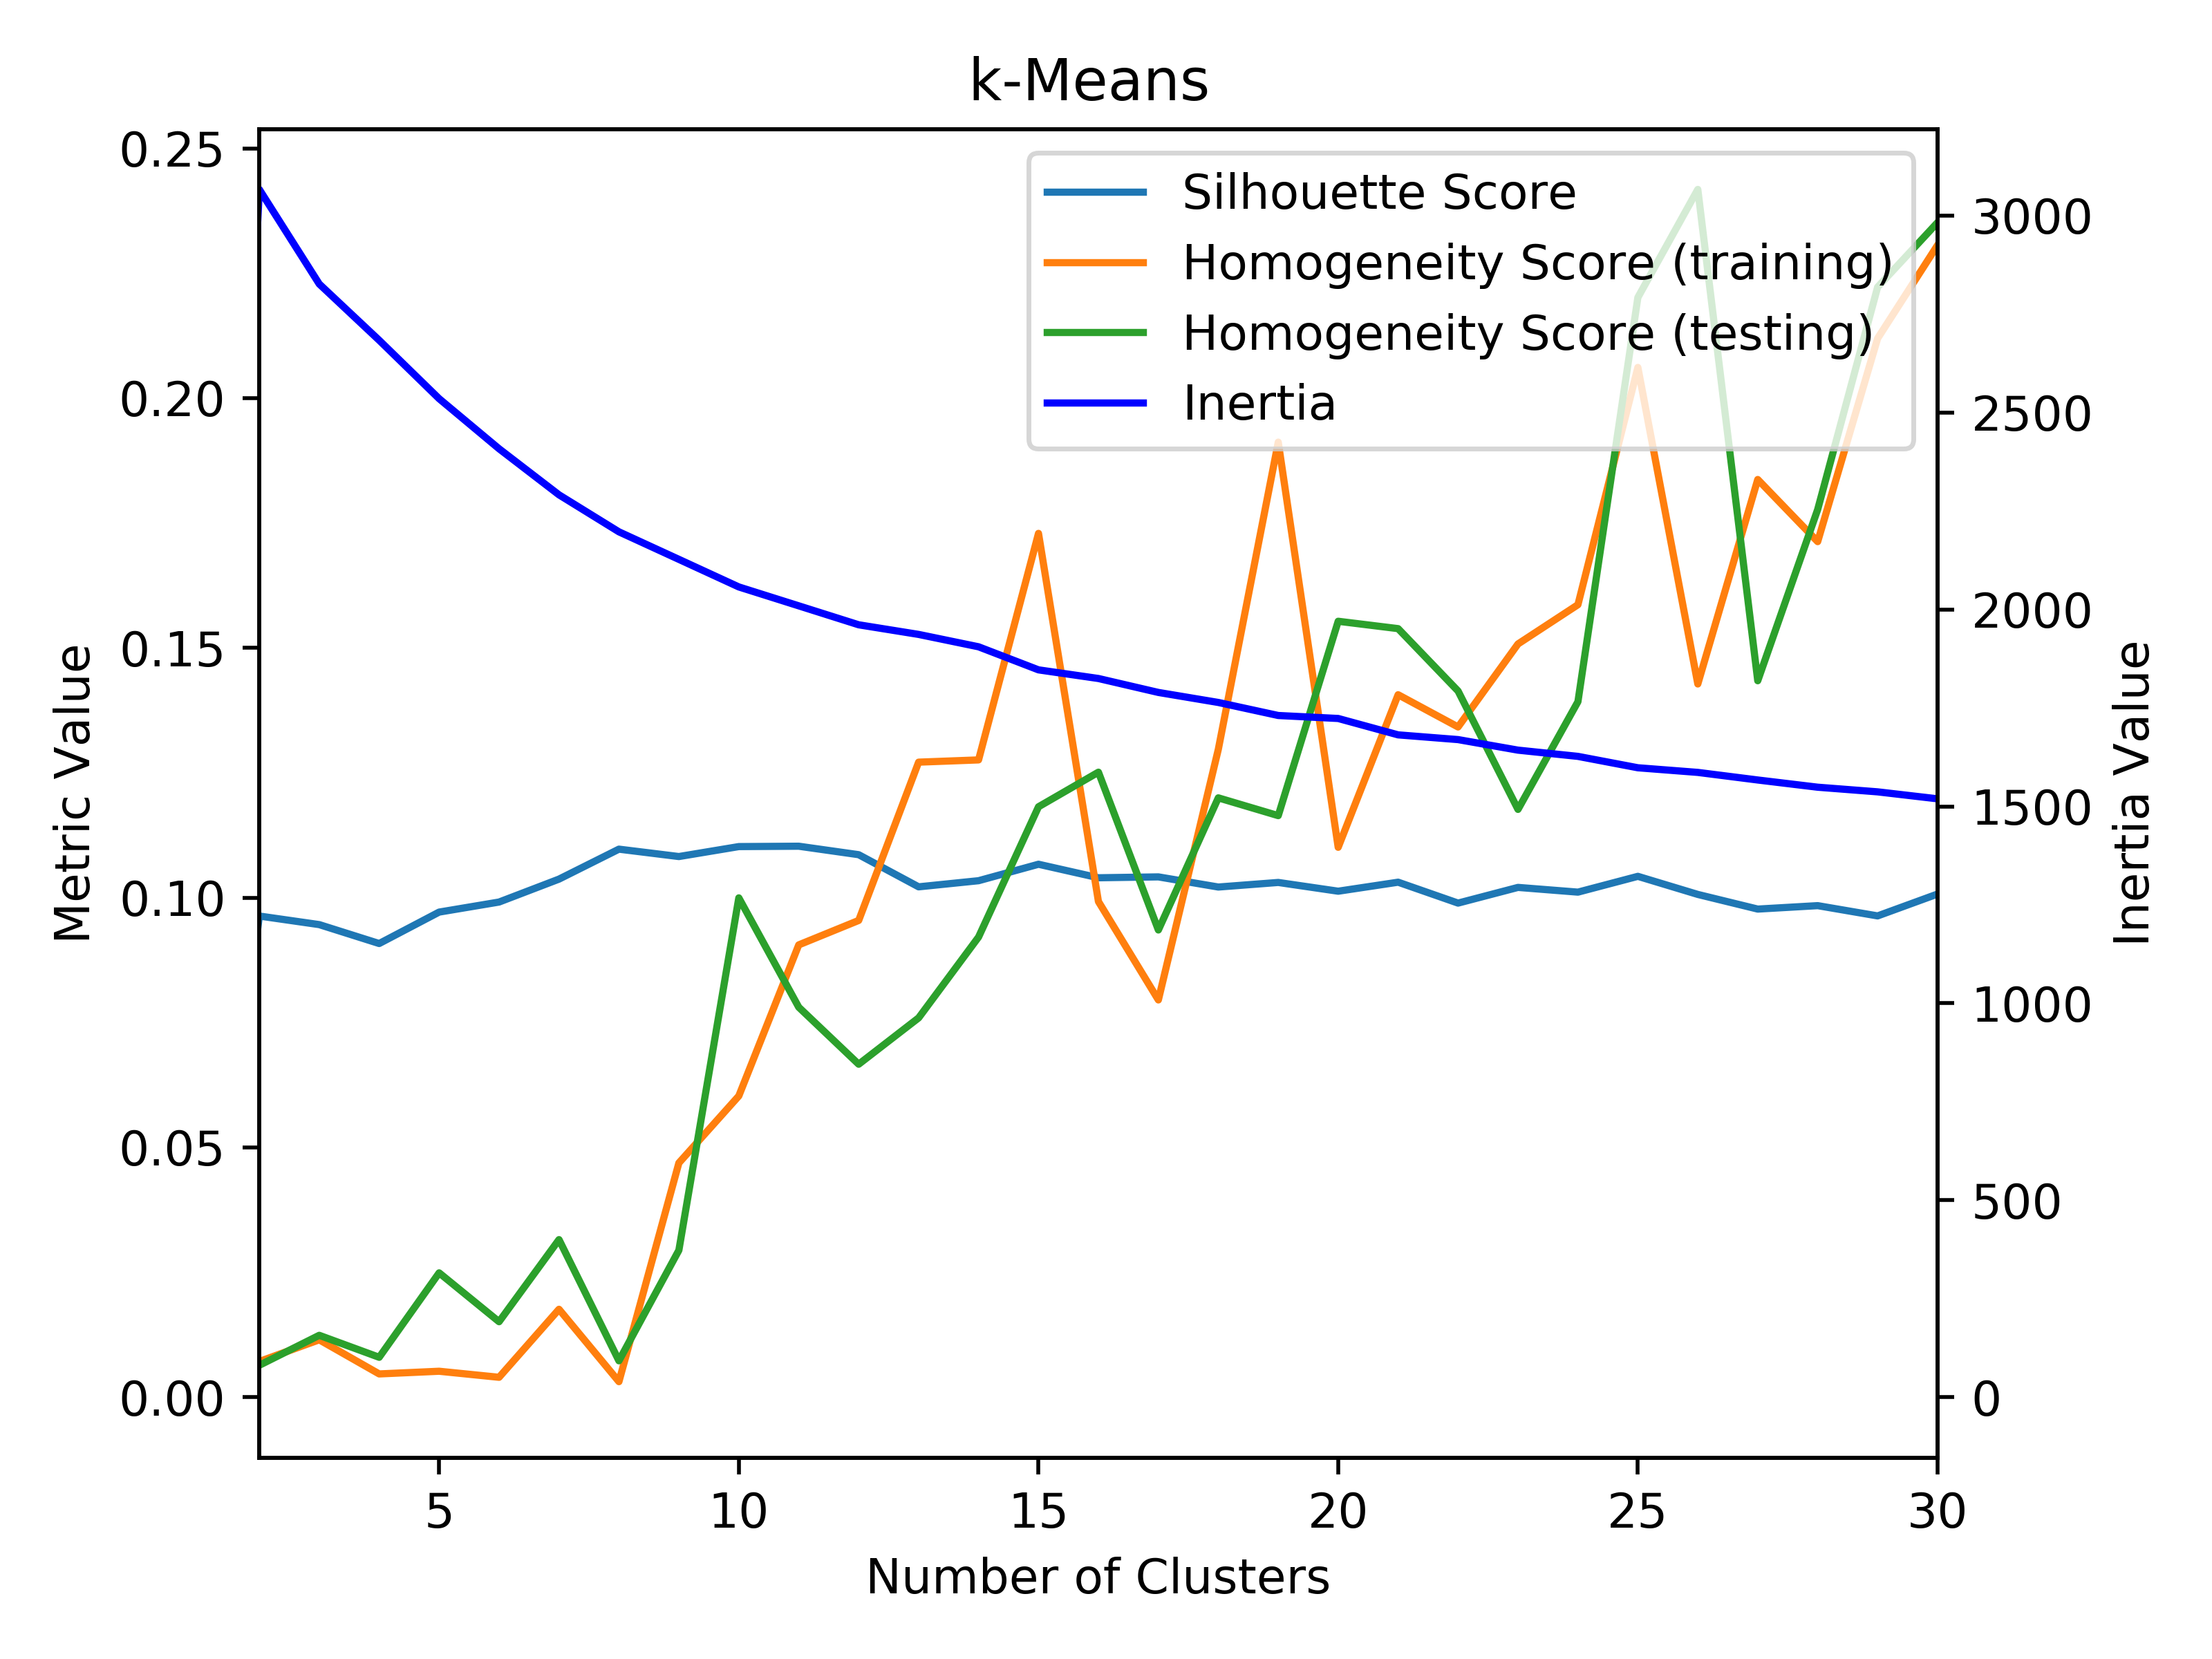 k-Means
Silhouette Score
Homogeneity Score (training)
Homogeneity Score (testing)
Inertia
0.25
0.20
0.15
0.10
0.05
0.00
Metric Value
3000
2500
2000
1500
1000
500
0
Inertia Value
5 10 15 20 25 30
Number of Clusters